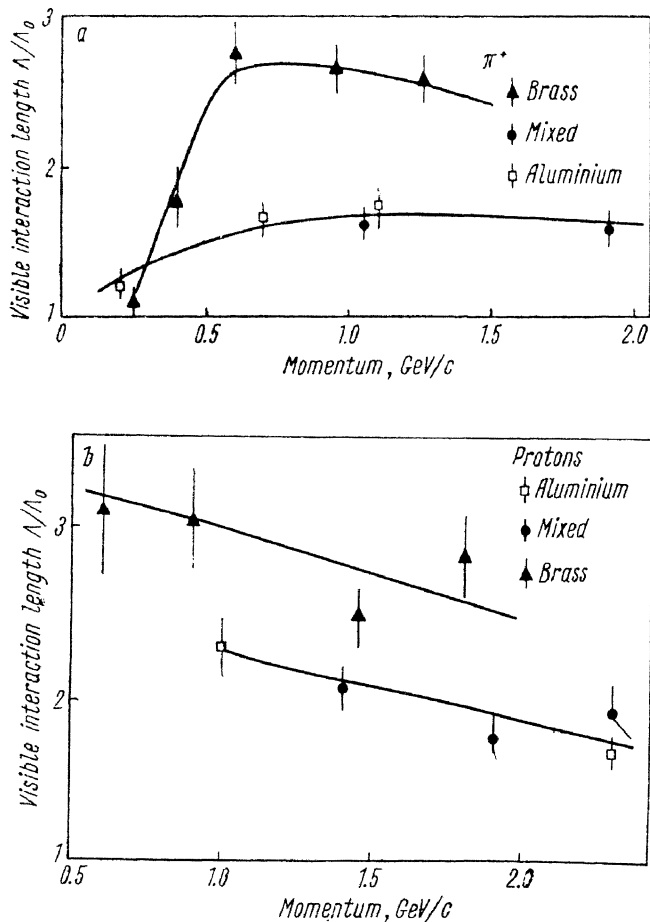 a
π⁺
Brass
Mixed
Aluminium
Visible interaction length Λ/Λ₀
3
2
1
0
0.5
1.0
1.5
2.0
Momentum, GeV/c
b
Protons
Aluminium
Mixed
Brass
Visible interaction length Λ/Λ₀
3
2
1
0.5
1.0
1.5
2.0
Momentum, GeV/c